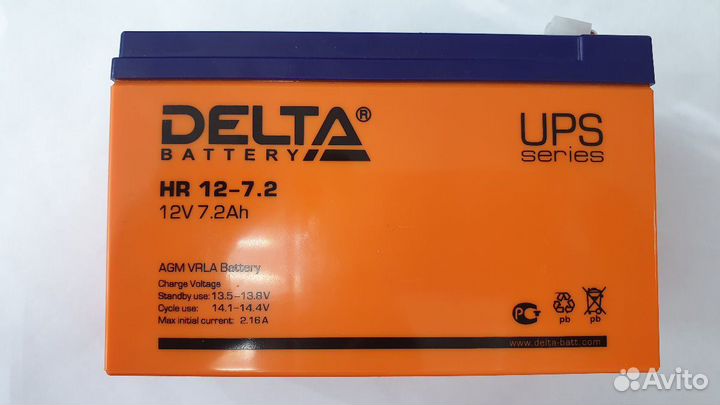 DELTA®
BATTERY
UPS
series
HR 12-7.2
12V 7.2Ah
AGM VRLA Battery
Charge Voltage
Standby use: 13.5-13.8V
Cycle use: 14.1-14.4V
Max initial current: 2.16A
РСТ
pb
pb
www.delta-batt.com
Avito